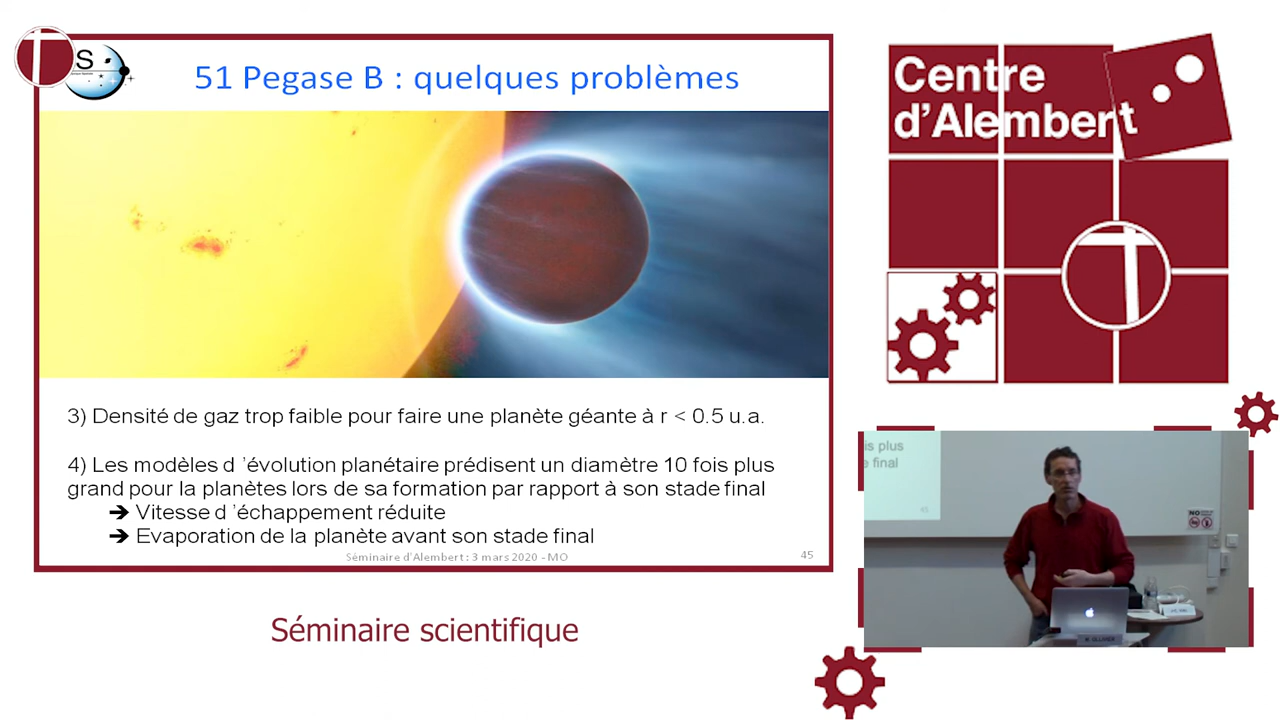 S
51 Pegase B : quelques problèmes
3) Densité de gaz trop faible pour faire une planète géante à r < 0.5 u.a.
4) Les modèles d 'évolution planétaire prédisent un diamètre 10 fois plus
grand pour la planètes lors de sa formation par rapport à son stade final
➔ Vitesse d 'échappement réduite
➔ Evaporation de la planète avant son stade final
Séminaire d'Alembert : 3 mars 2020 - MO
45
Séminaire scientifique
Centre
d'Alembert
is plus
e final
45
NO
M. OLLIVIER